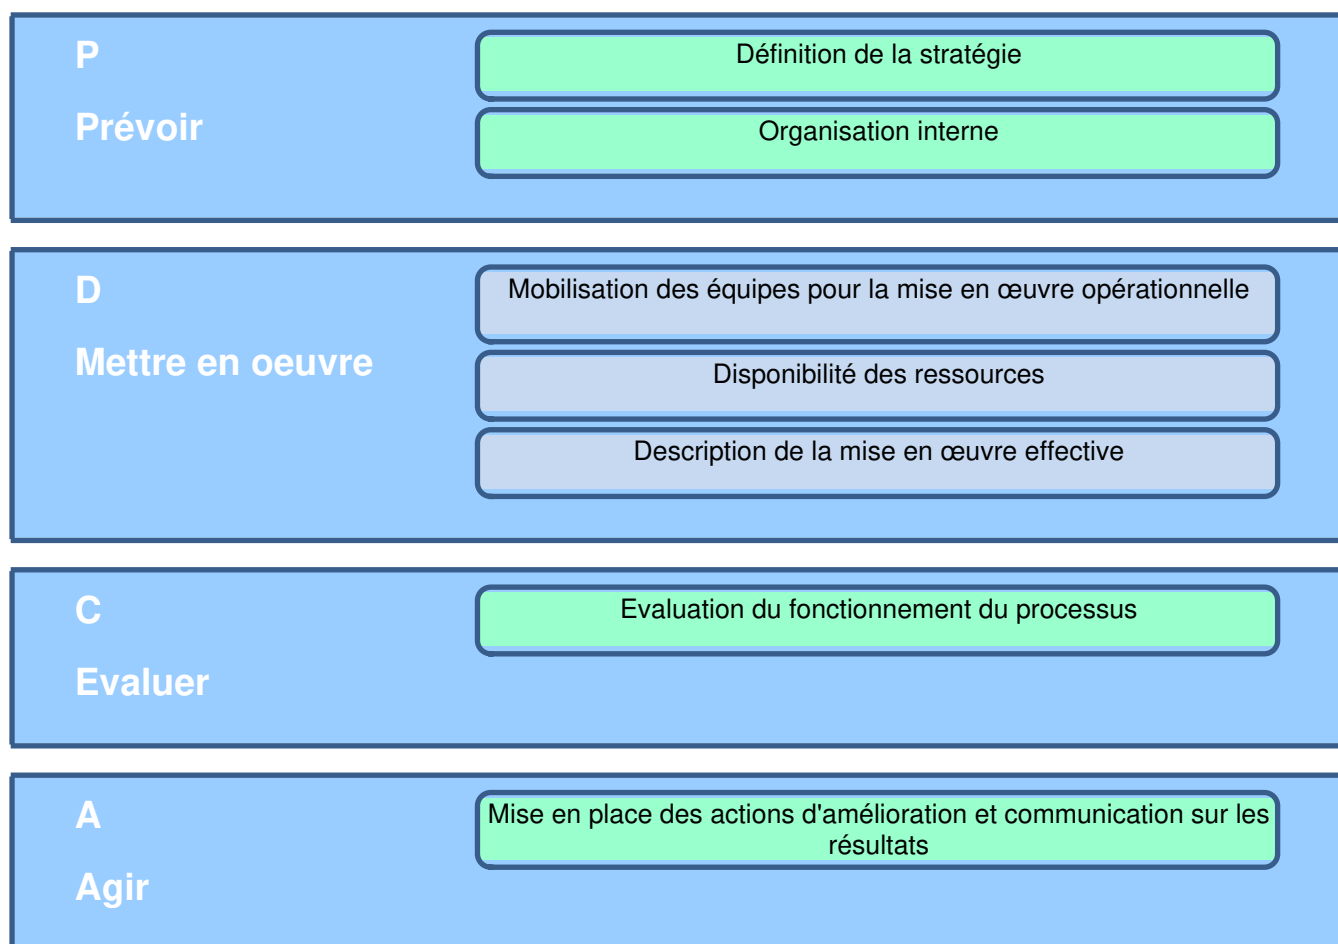 P
Prévoir
Définition de la stratégie
Organisation interne
D
Mettre en oeuvre
Mobilisation des équipes pour la mise en œuvre opérationnelle
Disponibilité des ressources
Description de la mise en œuvre effective
C
Evaluer
Evaluation du fonctionnement du processus
A
Agir
Mise en place des actions d'amélioration et communication sur les
résultats